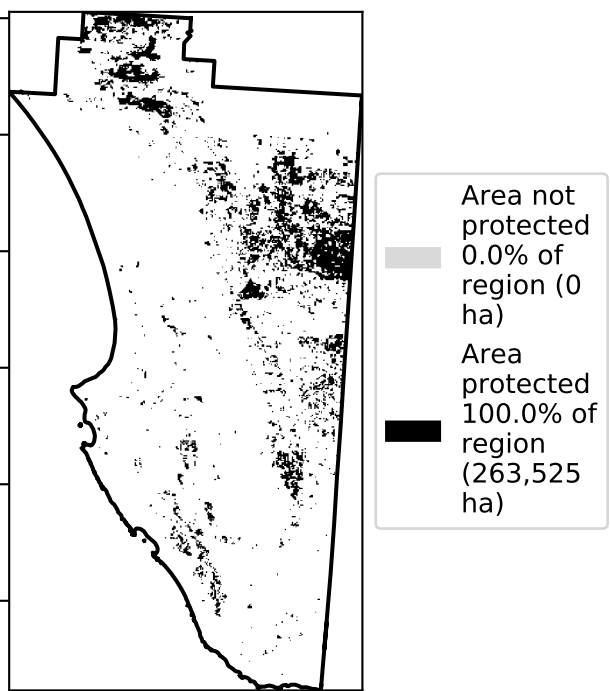 Area not
protected
0.0% of
region (0
ha)
Area
protected
100.0% of
region
(263,525
ha)